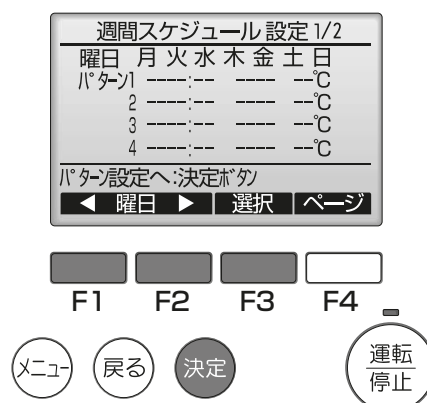 週間スケジュール 設定 1/2
曜日 月 火 水 木 金 土 日
パターン1 ----:-- ---- --℃
2 ----:-- ---- --℃
3 ----:-- ---- --℃
4 ----:-- ---- --℃
パターン設定へ:決定ボタン
◀ 曜日 ▶ 選択 ページ
F1 F2 F3 F4
メニュー 戻る 決定 運転
停止